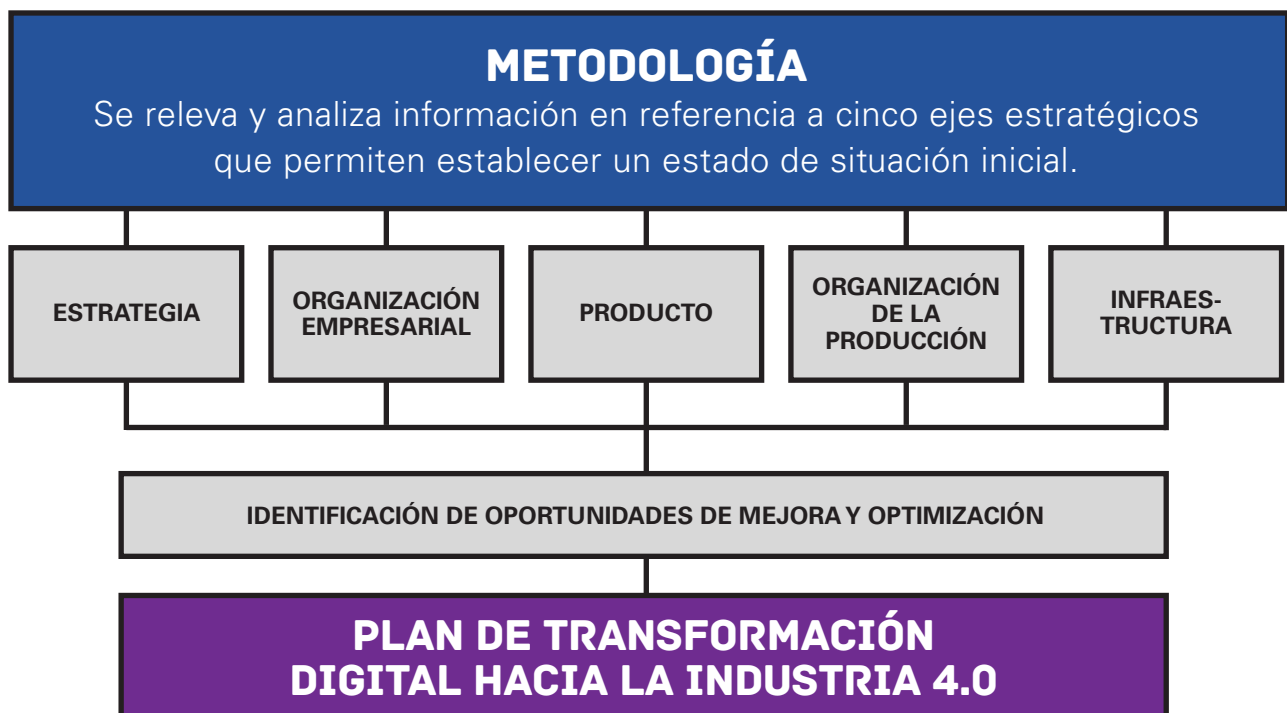 METODOLOGÍA
Se releva y analiza información en referencia a cinco ejes estratégicos
que permiten establecer un estado de situación inicial.
ESTRATEGIA
ORGANIZACIÓN
EMPRESARIAL
PRODUCTO
ORGANIZACIÓN
DE LA
PRODUCCIÓN
INFRAES-
TRUCTURA
IDENTIFICACIÓN DE OPORTUNIDADES DE MEJORA Y OPTIMIZACIÓN
PLAN DE TRANSFORMACIÓN
DIGITAL HACIA LA INDUSTRIA 4.0